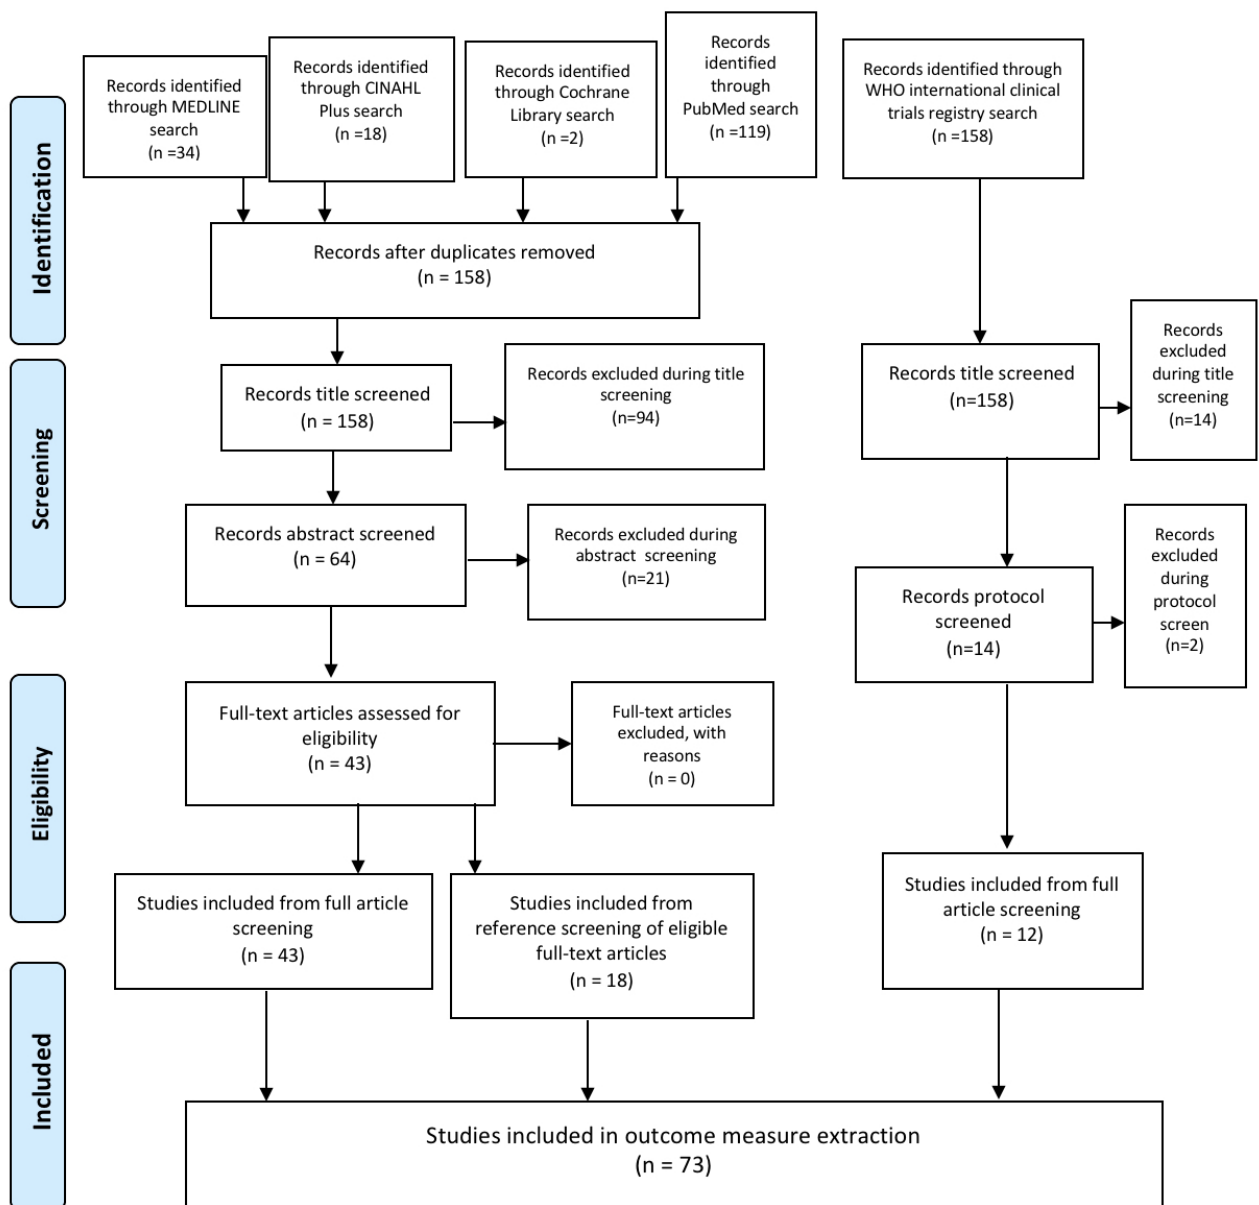 Records identified
through MEDLINE
search
(n =34)
Records identified
through CINAHL
Plus search
(n =18)
Records identified
through Cochrane
Library search
(n =2)
Records
identified
through
PubMed search
(n =119)
Records identified through
WHO international clinical
trials registry search
(n =158)
Identification
Records after duplicates removed
(n = 158)
Screening
Records title screened
(n = 158)
Records excluded during title
screening
(n=94)
Records title screened
(n=158)
Records
excluded
during title
screening
(n=14)
Records abstract screened
(n = 64)
Records excluded during
abstract screening
(n=21)
Records protocol
screened
(n=14)
Records
excluded
during
protocol
screen
(n=2)
Eligibility
Full-text articles assessed for
eligibility
(n = 43)
Full-text articles
excluded, with
reasons
(n = 0)
Studies included from full article
screening
(n = 43)
Studies included from
reference screening of eligible
full-text articles
(n = 18)
Studies included from full
article screening
(n = 12)
Included
Studies included in outcome measure extraction
(n = 73)